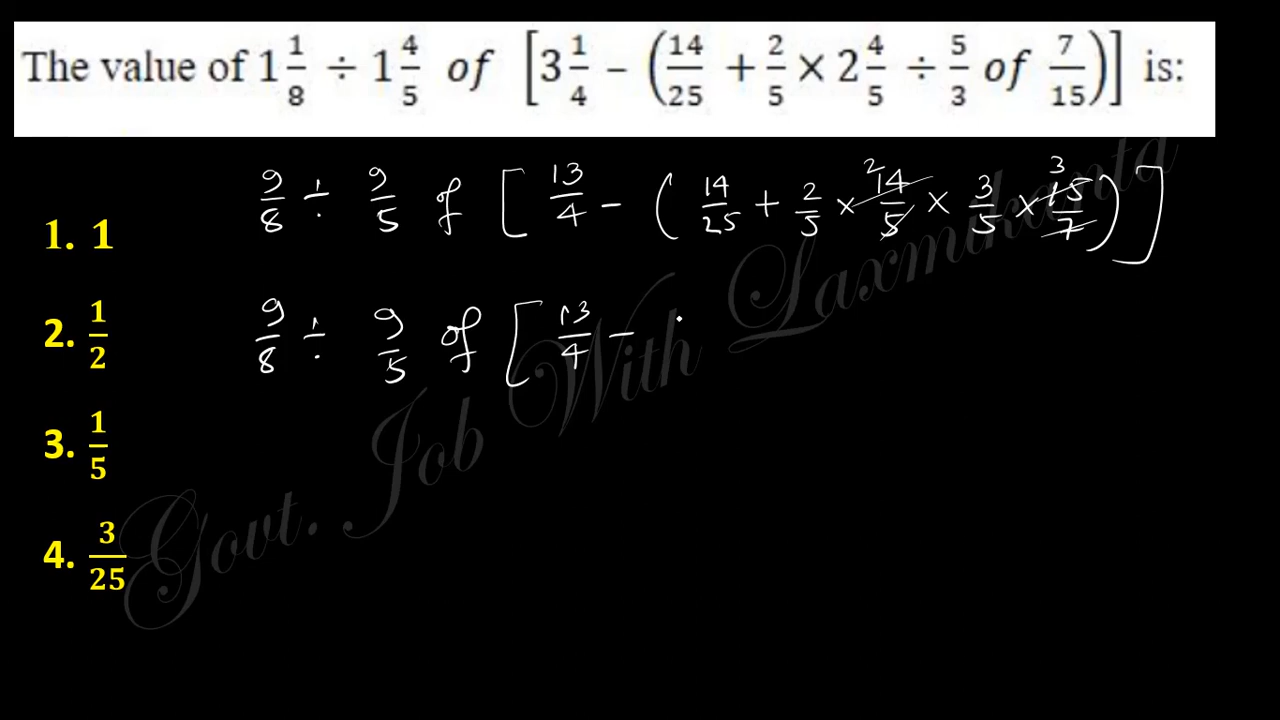 The value of 1 1/8 ÷ 1 4/5 of [3 1/4 − (14/25 + 2/5 × 2 4/5 ÷ 5/3 of 7/15)] is:
9/8 ÷ 9/5 of [ 13/4 − ( 14/25 + 2/5 × 2 14/5 × 3/5 × 3 15/7 ) ]
1. 1
9/8 ÷ 9/5 of [ 13/4 −
2. 1/2
3. 1/5
4. 3/25
Govt. Job With Laxmikanta